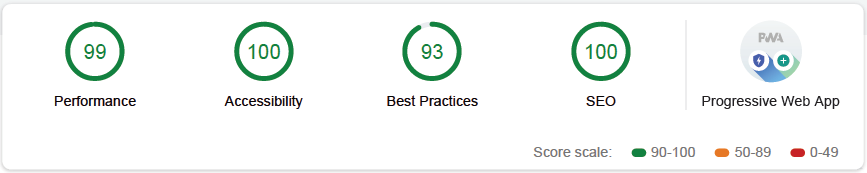 99 100 93 100 PWA
Performance Accessibility Best Practices SEO Progressive Web App
Score scale: 90-100 50-89 0-49